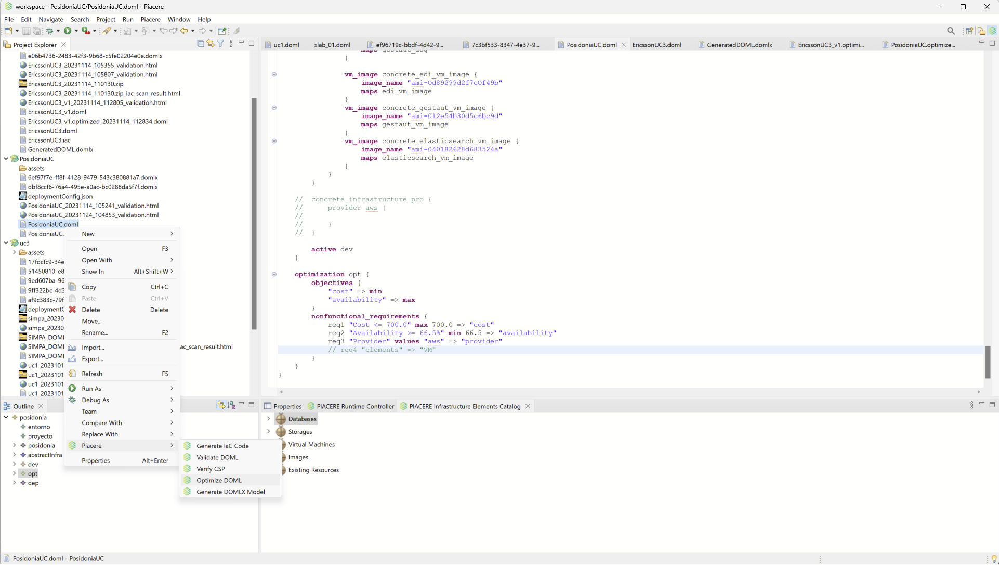 workspace - PosidoniaUC/PosidoniaUC.doml - Piacere
File Edit Navigate Search Project Run Piacere Window Help
Project Explorer
e06b4736-2483-42f3-9b68-c5fe02204e0e.domlx
EricssonUC3_20231114_105355_validation.html
EricssonUC3_20231114_105807_validation.html
EricssonUC3_20231114_110130.zip
EricssonUC3_20231114_110130.zip_iac_scan_result.html
EricssonUC3_v1_20231114_112805_validation.html
EricssonUC3_v1.doml
EricssonUC3_v1.optimized_20231114_112834.doml
EricssonUC3.doml
EricssonUC3.iac
GeneratedDOML.domlx
PosidoniaUC
assets
6ef97f7e-ff8f-4128-9479-543c380881a7.domlx
dbf8ccf6-76a4-495e-a0ac-bc0288da5f7f.domlx
deploymentConfig.json
PosidoniaUC_20231114_105241_validation.html
PosidoniaUC_20231124_104853_validation.html
PosidoniaUC.doml
PosidoniaUC.
uc3
assets
17fdcfc9-34e
51450810-e8
9ed607ba-96
9ff322bc-4d3
af9c383c-79f
deploymentC
simpa_20230
simpa_20230
SIMPA_DOML
SIMPA_DOML ac_scan_result.html
SIMPA_DOML
uc1_2023101
uc1_2023101
uc1_2023101
uc1_2023101
New
Open F3
Open With
Show In Alt+Shift+W
Copy Ctrl+C
Paste Ctrl+V
Delete Delete
Move...
Rename... F2
Import...
Export...
Refresh F5
Run As
Debug As
Team
Compare With
Replace With
Piacere
Properties Alt+Enter
Generate IaC Code
Validate DOML
Verify CSP
Optimize DOML
Generate DOMLX Model
Outline
posidonia
entorno
proyecto
posidonia
abstractInfra
dev
opt
dep
uc1.doml xlab_01.doml ef96719c-bbdf-4d42-9... 7c3bf533-8347-4e37-9... PosidoniaUC.doml EricssonUC3.doml GeneratedDOML.domlx EricssonUC3_v1.optimi... PosidoniaUC.optimize...
}
vm_image concrete_edi_vm_image {
image_name "ami-0d89299d2f7c0f49b"
maps edi_vm_image
}
vm_image concrete_gestaut_vm_image {
image_name "ami-012e54b30d5c6bc9d"
maps gestaut_vm_image
}
vm_image concrete_elasticsearch_vm_image {
image_name "ami-040182628d683524a"
maps elasticsearch_vm_image
}
}
}
// concrete_infrastructure pro {
// provider aws {
//
// }
// }
active dev
}
optimization opt {
objectives {
"cost" => min
"availability" => max
}
nonfunctional_requirements {
req1 "Cost <= 700.0" max 700.0 => "cost"
req2 "Availability >= 66.5%" min 66.5 => "availability"
req3 "Provider" values "aws" => "provider"
// req4 "elements" => "VM"
}
}
}
Properties PIACERE Runtime Controller PIACERE Infrastructure Elements Catalog
Databases
Storages
Virtual Machines
Images
Existing Resources
PosidoniaUC.doml - PosidoniaUC